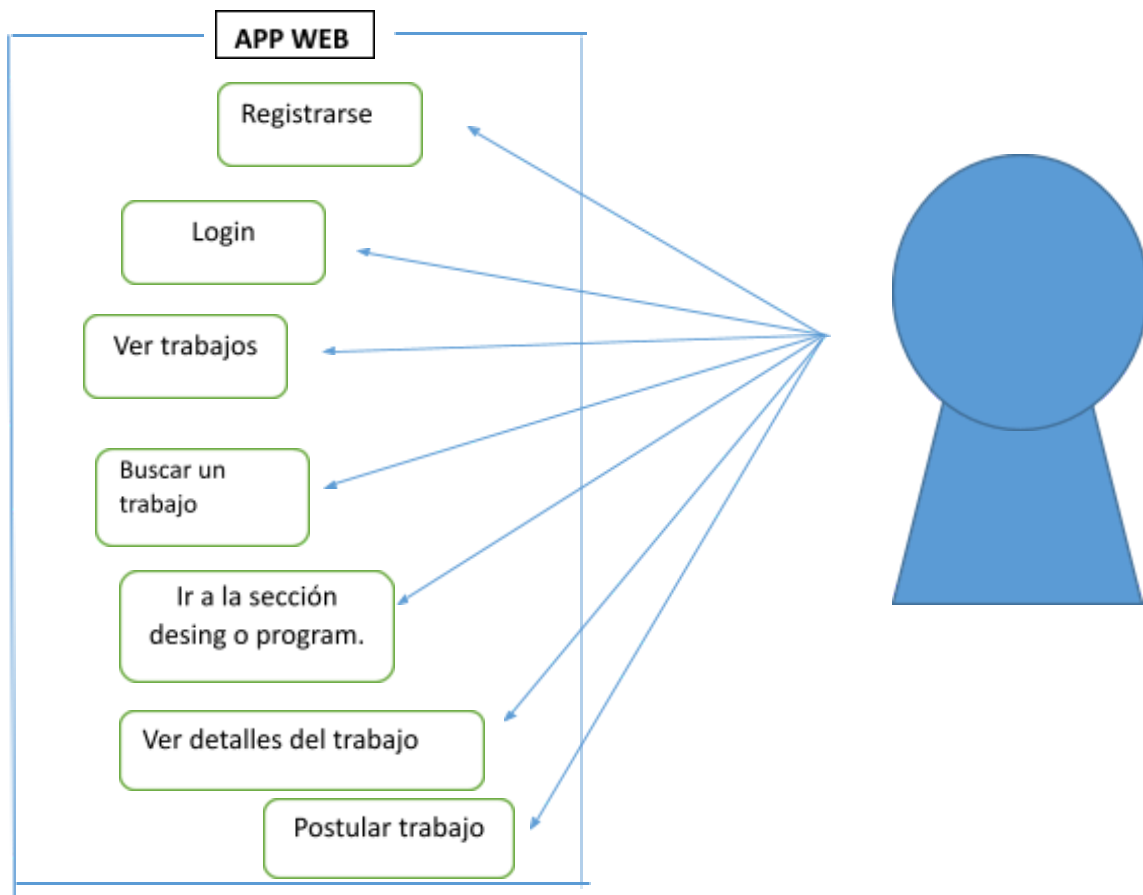 APP WEB
Registrarse
Login
Ver trabajos
Buscar un
trabajo
Ir a la sección
desing o program.
Ver detalles del trabajo
Postular trabajo